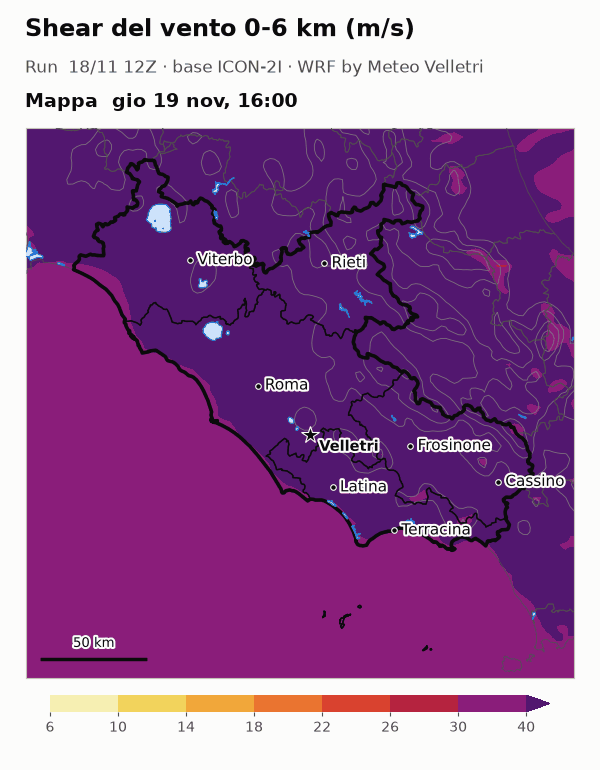 Shear del vento 0-6 km (m/s)
Run  18/11 12Z · base ICON-2I · WRF by Meteo Velletri
Mappa  gio 19 nov, 16:00
Viterbo
Rieti
Roma
Velletri
Frosinone
Cassino
Latina
Terracina
50 km
6 10 14 18 22 26 30 40